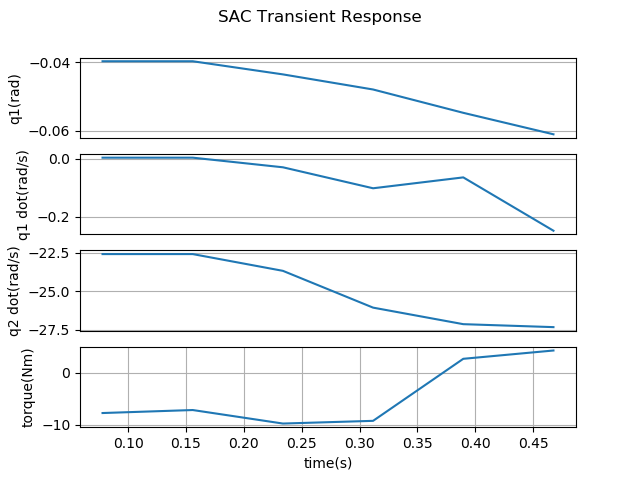 SAC Transient Response
−0.04
−0.06
q1(rad)
0.0
−0.2
q1 dot(rad/s)
−22.5
−25.0
−27.5
q2 dot(rad/s)
0
−10
torque(Nm)
0.10 0.15 0.20 0.25 0.30 0.35 0.40 0.45
time(s)